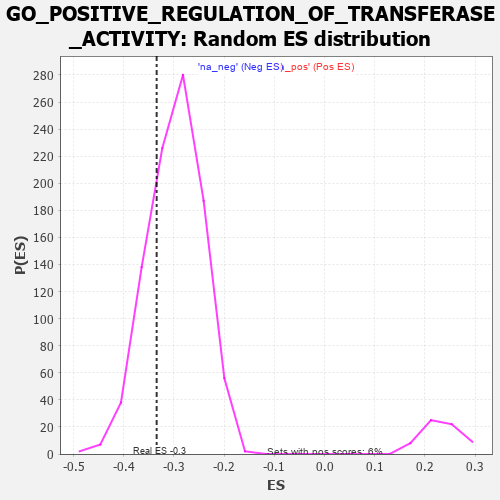 GO_POSITIVE_REGULATION_OF_TRANSFERASE
_ACTIVITY: Random ES distribution
'na_neg' (Neg ES) _pos' (Pos ES)
280
260
240
220
200
180
160
140
120
100
80
60
40
20
0
P(ES)
Real ES -0.3
Sets with pos scores: 6%
-0.5 -0.4 -0.3 -0.2 -0.1 0.0 0.1 0.2 0.3
ES